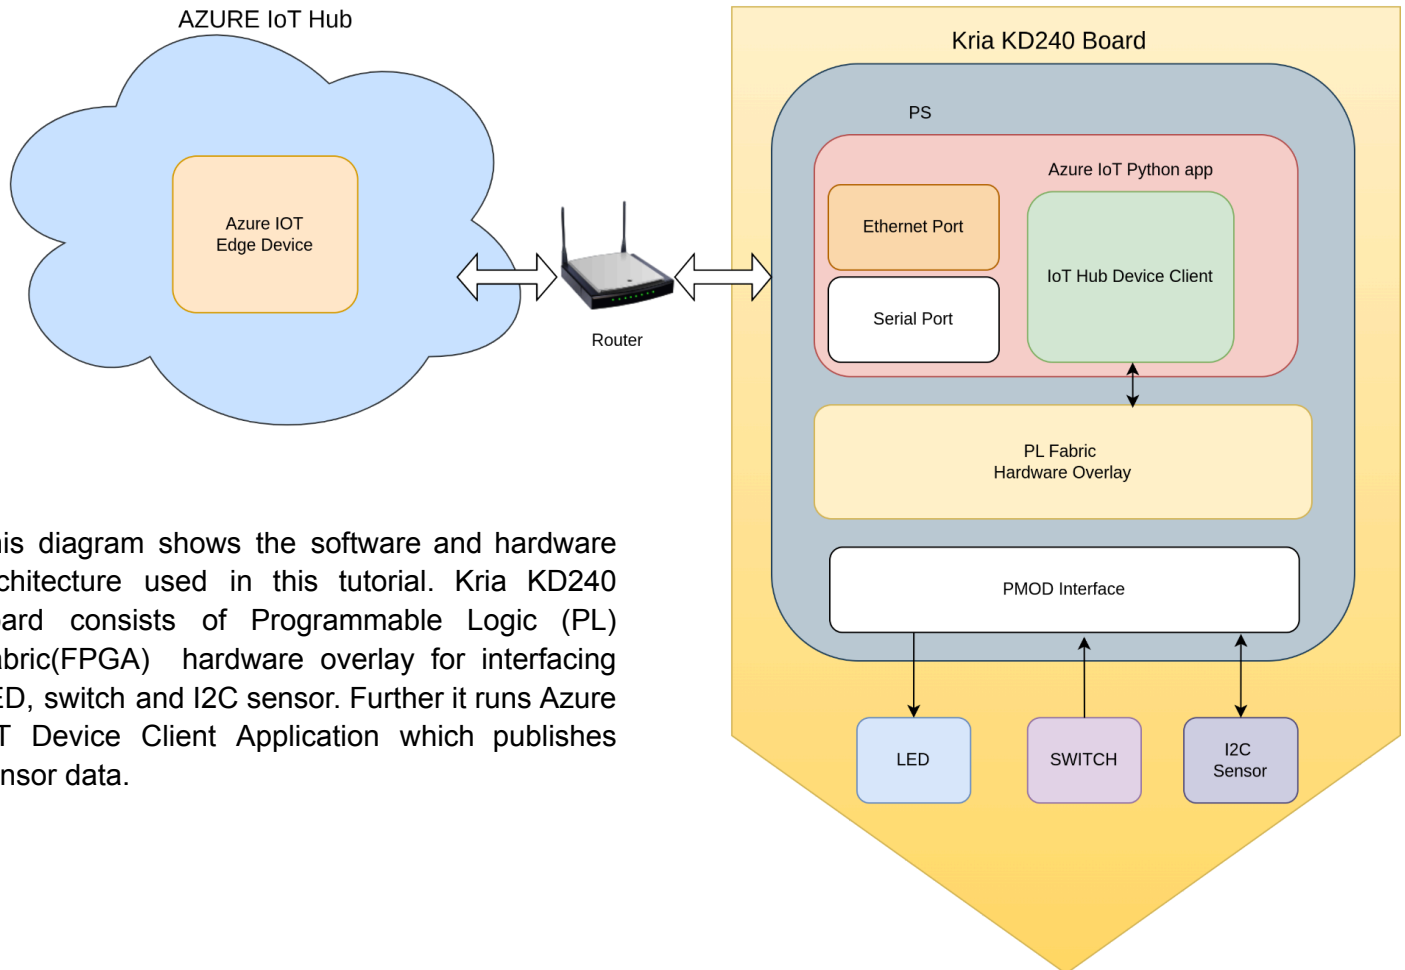 AZURE IoT Hub
Azure IOT
Edge Device
Router
Kria KD240 Board
PS
Azure IoT Python app
Ethernet Port
IoT Hub Device Client
Serial Port
PL Fabric
Hardware Overlay
PMOD Interface
LED
SWITCH
I2C
Sensor
his diagram shows the software and hardware
chitecture used in this tutorial. Kria KD240
ard consists of Programmable Logic (PL)
abric(FPGA) hardware overlay for interfacing
ED, switch and I2C sensor. Further it runs Azure
T Device Client Application which publishes
nsor data.